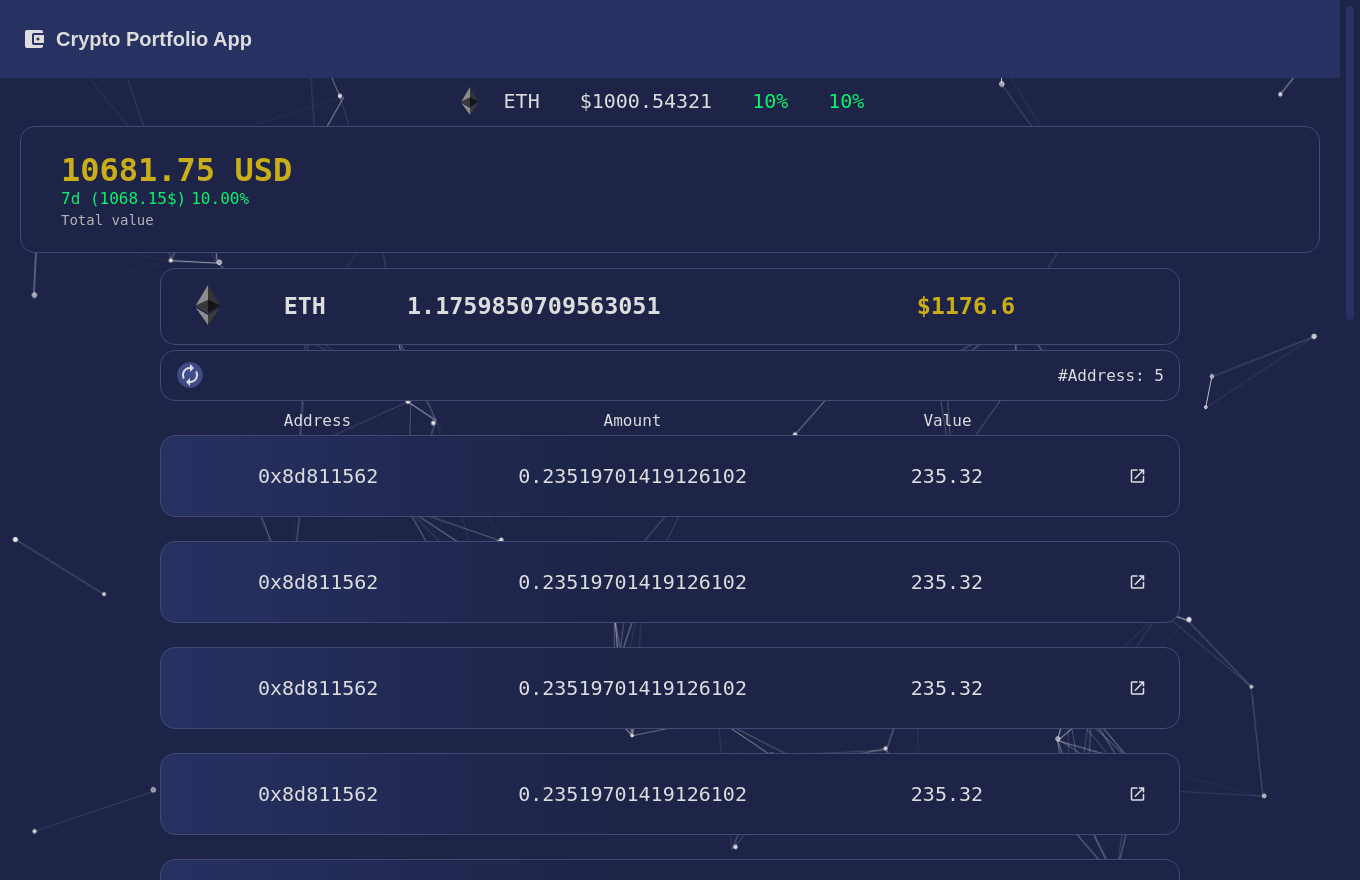 Crypto Portfolio App
ETH $1000.54321 10% 10%
10681.75 USD
7d (1068.15$) 10.00%
Total value
ETH 1.1759850709563051 $1176.6
#Address: 5
Address Amount Value
0x8d811562 0.23519701419126102 235.32
0x8d811562 0.23519701419126102 235.32
0x8d811562 0.23519701419126102 235.32
0x8d811562 0.23519701419126102 235.32